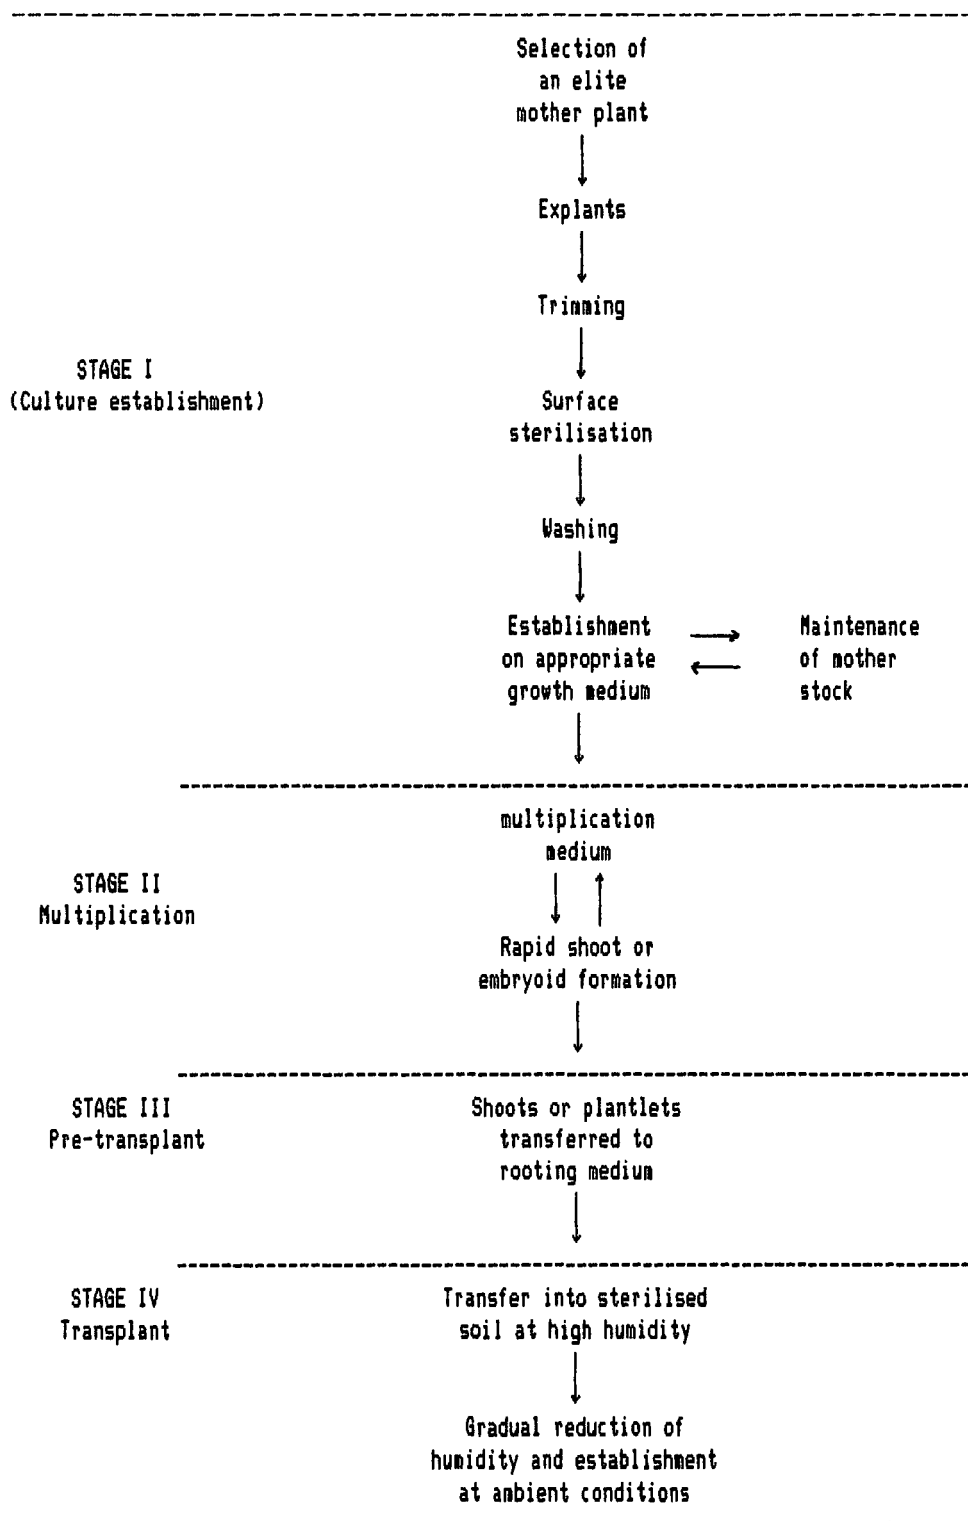 Selection of
an elite
mother plant
Explants
Trimming
STAGE I
(Culture establishment)
Surface
sterilisation
Washing
Establishment
on appropriate
growth medium
Maintenance
of mother
stock
multiplication
medium
STAGE II
Multiplication
Rapid shoot or
embryoid formation
STAGE III
Pre-transplant
Shoots or plantlets
transferred to
rooting medium
STAGE IV
Transplant
Transfer into sterilised
soil at high humidity
Gradual reduction of
humidity and establishment
at ambient conditions